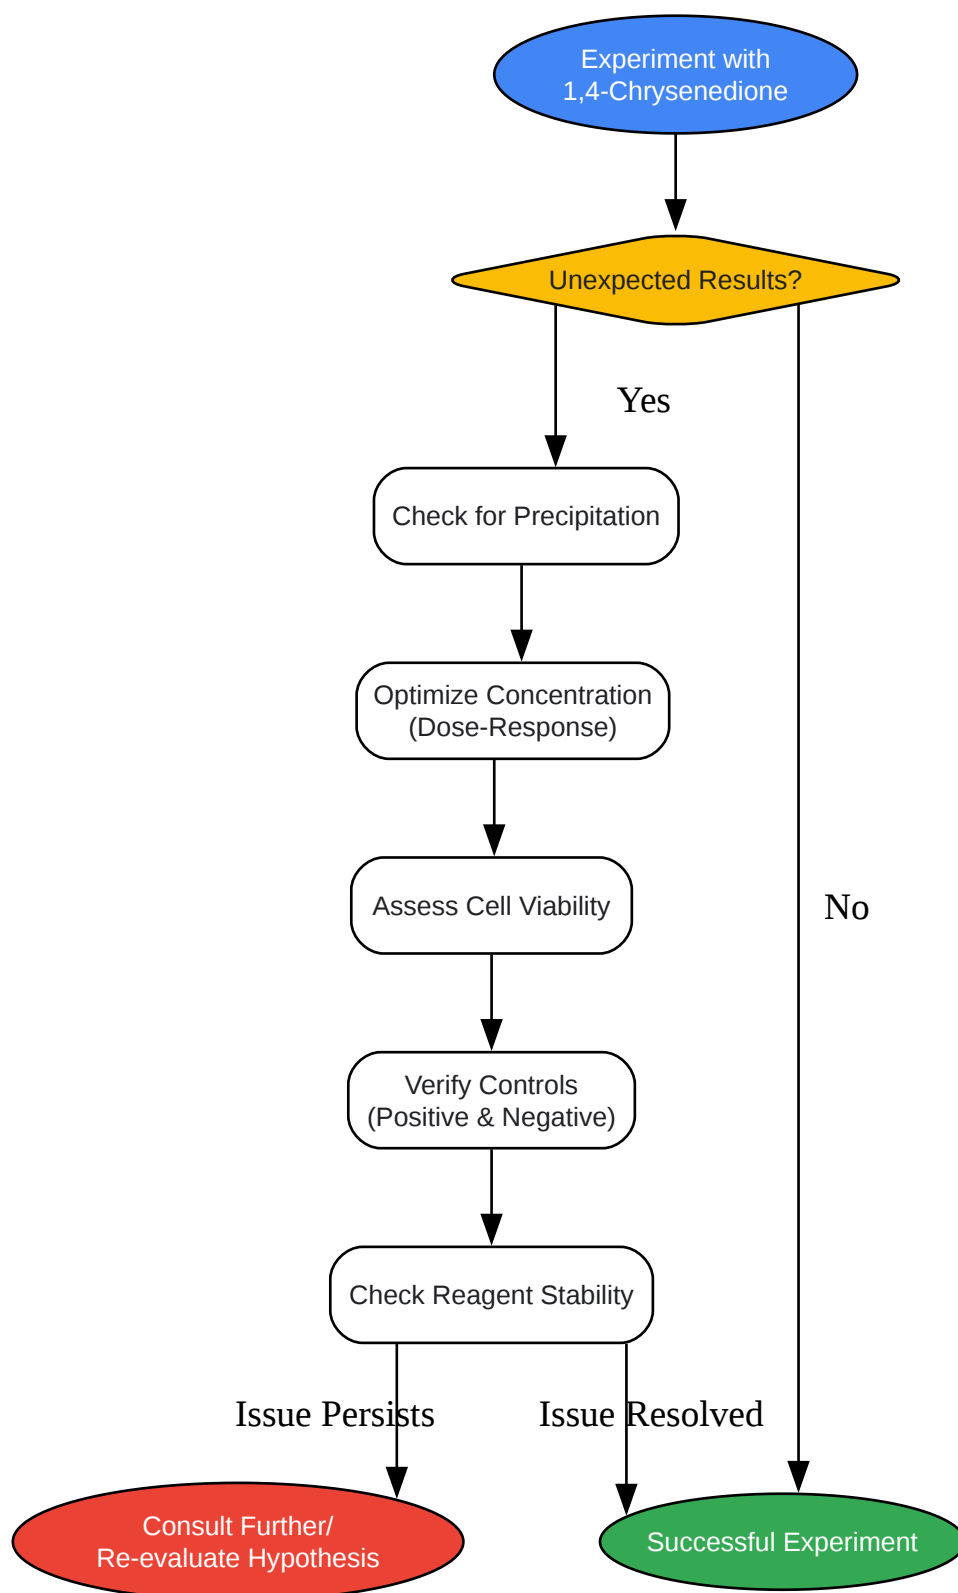 Experiment with
1,4-Chrysenedione
Unexpected Results?
Yes
Check for Precipitation
Optimize Concentration
(Dose-Response)
Assess Cell Viability
No
Verify Controls
(Positive & Negative)
Check Reagent Stability
Issue Persists
Issue Resolved
Consult Further/
Re-evaluate Hypothesis
Successful Experiment